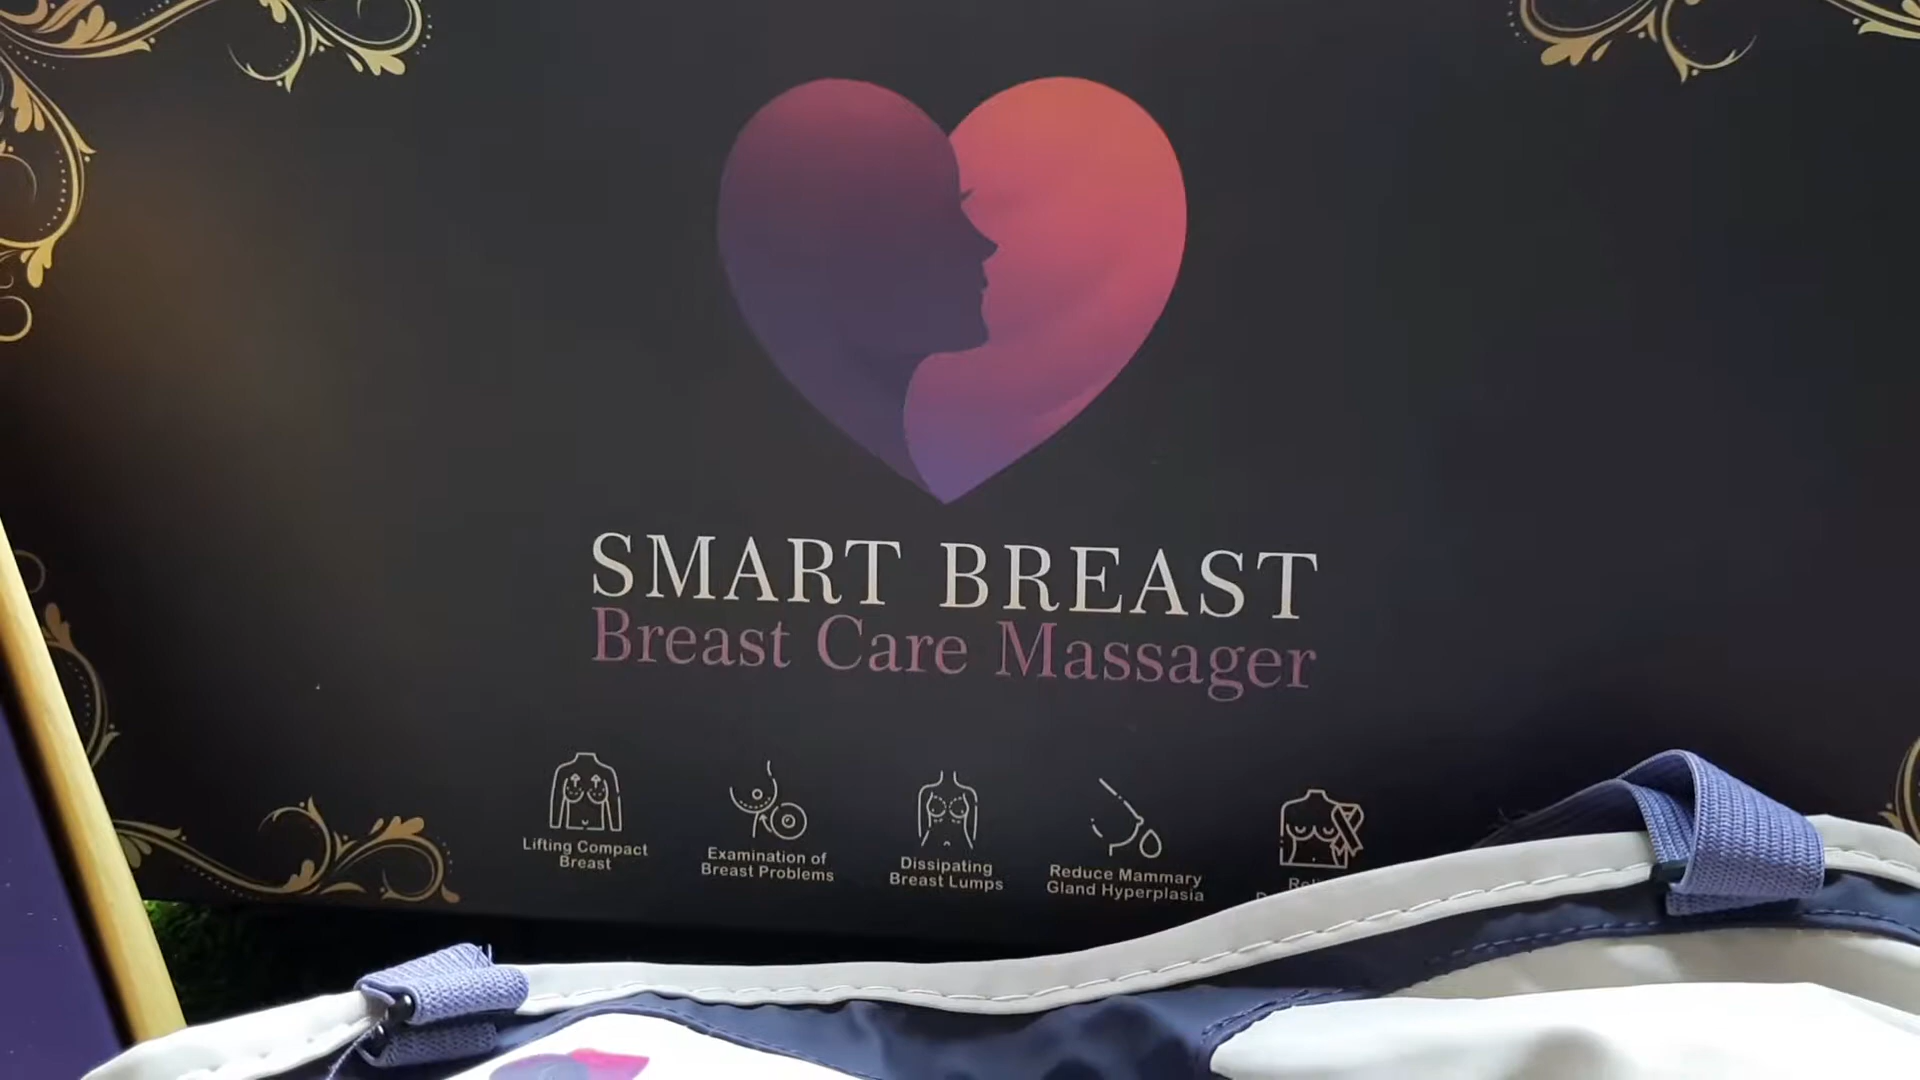 SMART BREAST
Breast Care Massager
Lifting Compact
Breast
Examination of
Breast Problems
Dissipating
Breast Lumps
Reduce Mammary
Gland Hyperplasia